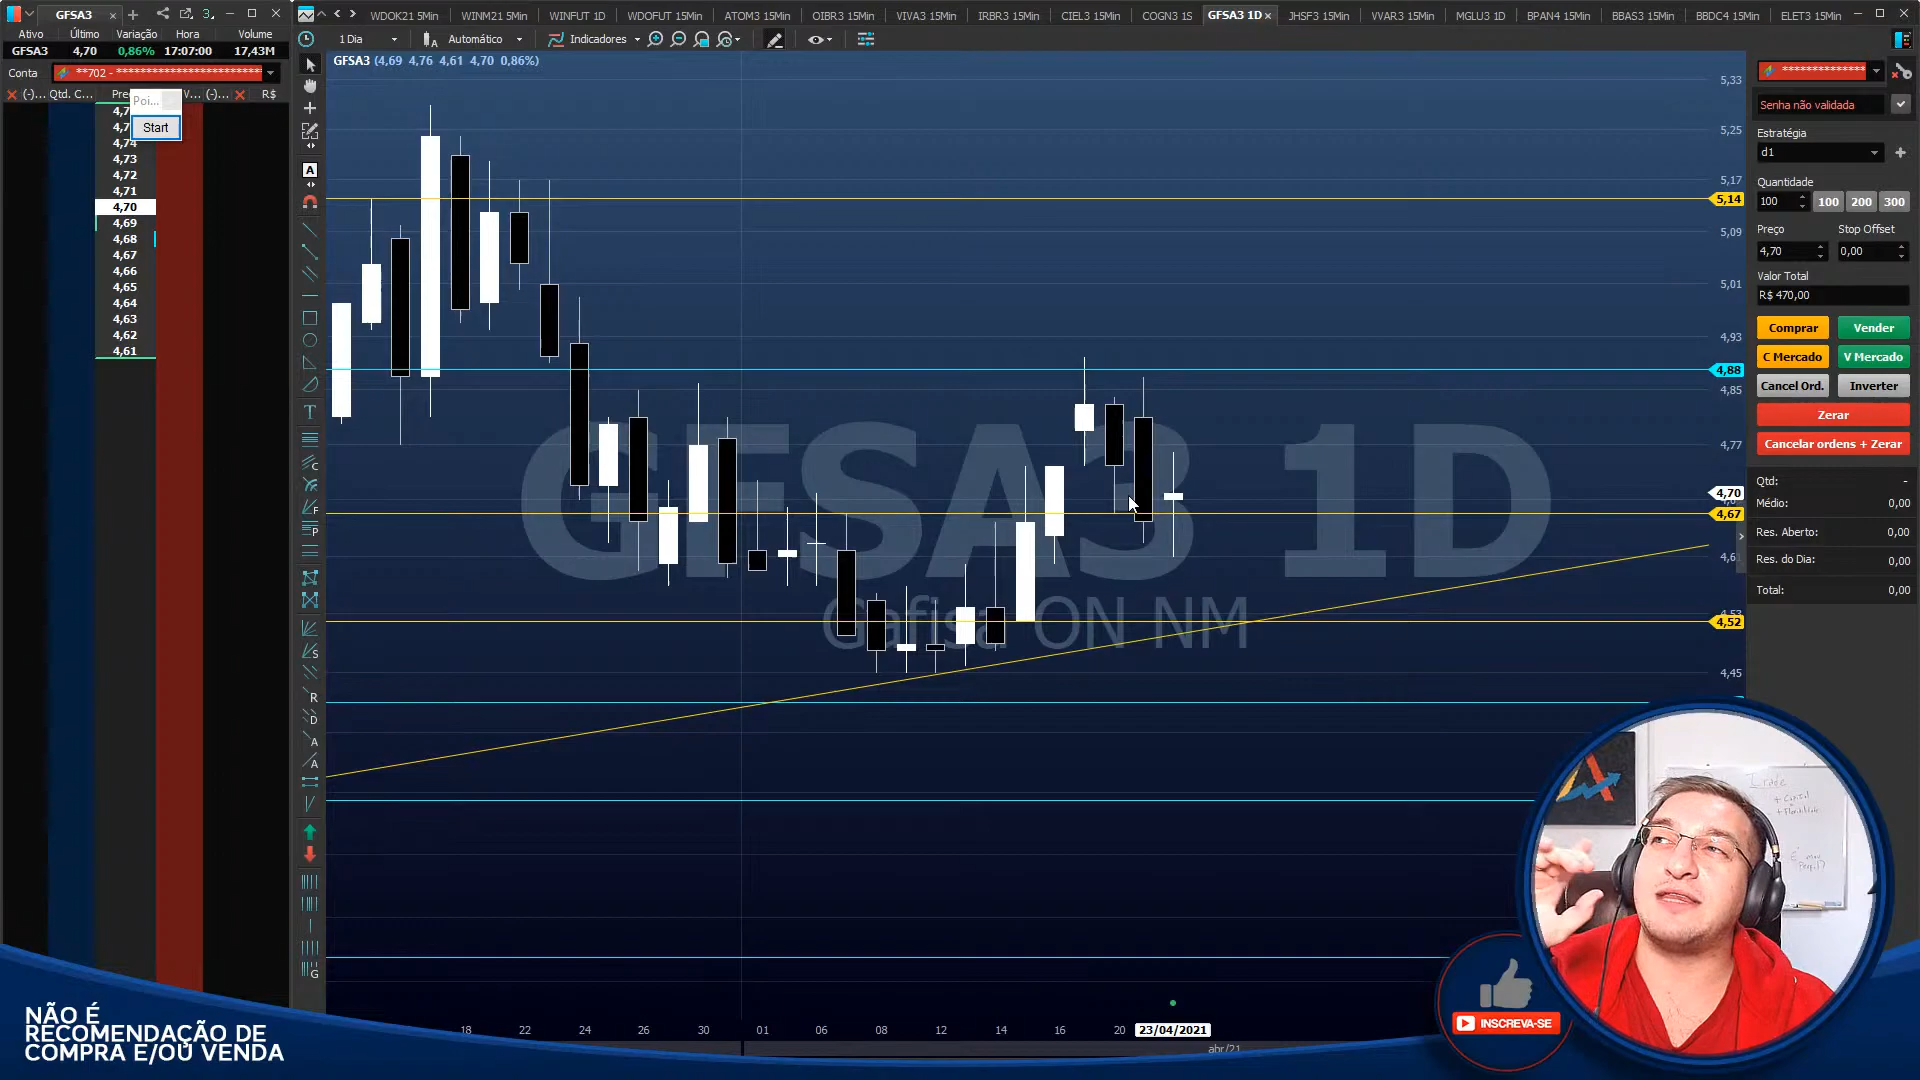 GFSA3
3
WDOK21 5Min
WINM21 5Min
WINFUT 1D
WDOFUT 15Min
ATOM3 15Min
OIBR3 15Min
VIVA3 15Min
IRBR3 15Min
CIEL3 15Min
COGN3 1S
GFSA3 1D
JHSF3 15Min
VVAR3 15Min
MGLU3 1D
BPAN4 15Min
BBAS3 15Min
BBDC4 15Min
ELET3 15Min
Ativo Último Variação Hora Volume
GFSA3 4,70 0,86% 17:07:00 17,43M
Conta **702 - ****************************
1 Dia
Automático
Indicadores
GFSA3 (4,69 4,76 4,61 4,70 0,86%)
(-)... Qtd. C... Pre V... (-)... R$
Poi...
Start
4,74
4,73
4,72
4,71
4,70
4,69
4,68
4,67
4,66
4,65
4,64
4,63
4,62
4,61
GFSA3 1D
Gafisa ON NM
5,33
5,25
5,17
5,14
5,09
5,01
4,93
4,88
4,85
4,77
4,70
4,67
4,52
4,45
18 22 24 26 30 01 06 08 12 14 16 20 23/04/2021
abr/21
Senha não validada
Estratégia
d1
Quantidade
100 100 200 300
Preço Stop Offset
4,70 0,00
Valor Total
R$ 470,00
Comprar Vender
C Mercado V Mercado
Cancel Ord. Inverter
Zerar
Cancelar ordens + Zerar
Qtd: -
Médio: 0,00
Res. Aberto: 0,00
Res. do Dia: 0,00
Total: 0,00
INSCREVA-SE
NÃO É
RECOMENDAÇÃO DE
COMPRA E/OU VENDA